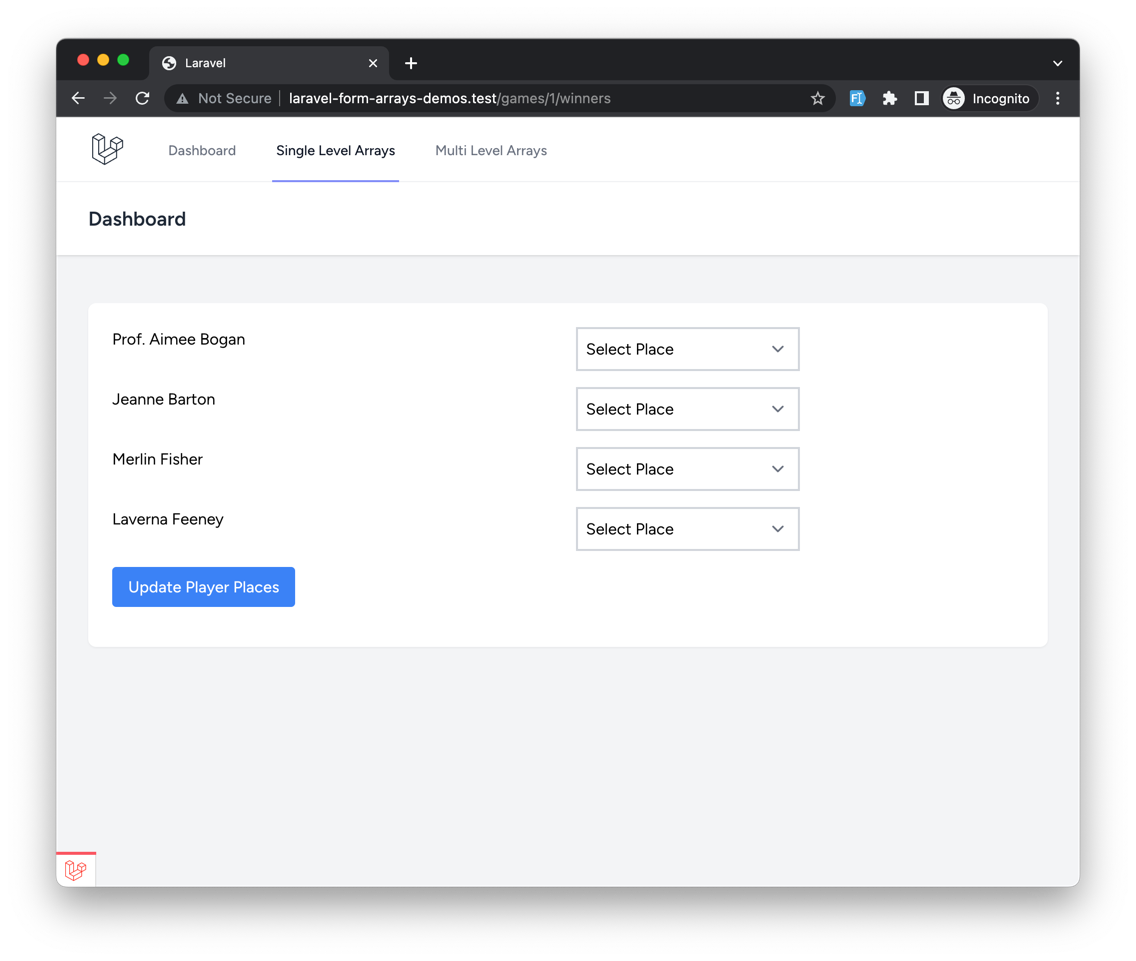 Laravel
Not Secure laravel-form-arrays-demos.test/games/1/winners Incognito
Dashboard Single Level Arrays Multi Level Arrays
Dashboard
Prof. Aimee Bogan Select Place
Jeanne Barton Select Place
Merlin Fisher Select Place
Laverna Feeney Select Place
Update Player Places